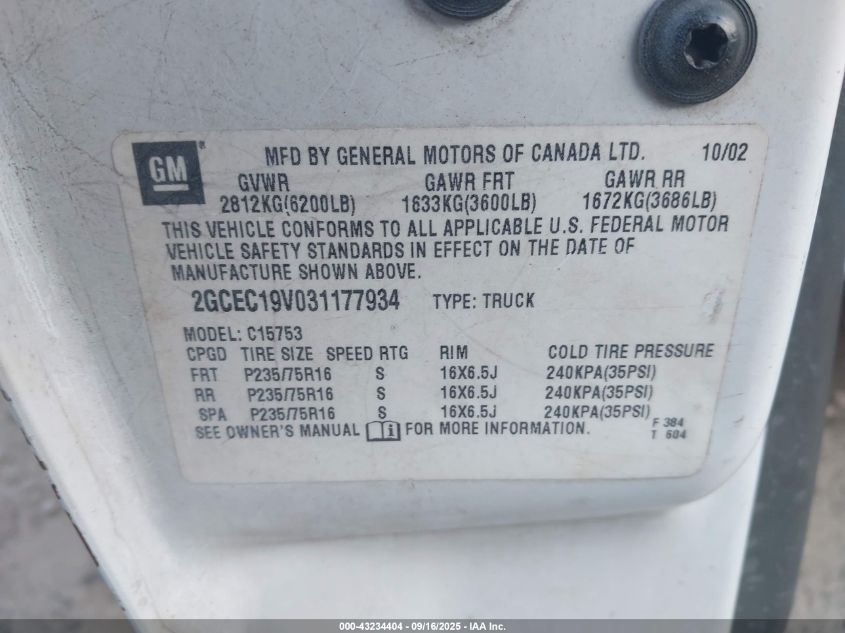 GM ® MFD BY GENERAL MOTORS OF CANADA LTD. 10/02
GVWR GAWR FRT GAWR RR
2812KG(6200LB) 1633KG(3600LB) 1672KG(3686LB)
THIS VEHICLE CONFORMS TO ALL APPLICABLE U.S. FEDERAL MOTOR
VEHICLE SAFETY STANDARDS IN EFFECT ON THE DATE OF
MANUFACTURE SHOWN ABOVE.
2GCEC19V031177934 TYPE: TRUCK
MODEL: C15753
CPGD TIRE SIZE SPEED RTG RIM COLD TIRE PRESSURE
FRT P235/75R16 S 16X6.5J 240KPA(35PSI)
RR P235/75R16 S 16X6.5J 240KPA(35PSI)
SPA P235/75R16 S 16X6.5J 240KPA(35PSI)
SEE OWNER'S MANUAL i FOR MORE INFORMATION.
F 384
T 604
000-43234404 - 09/16/2025 - IAA Inc.